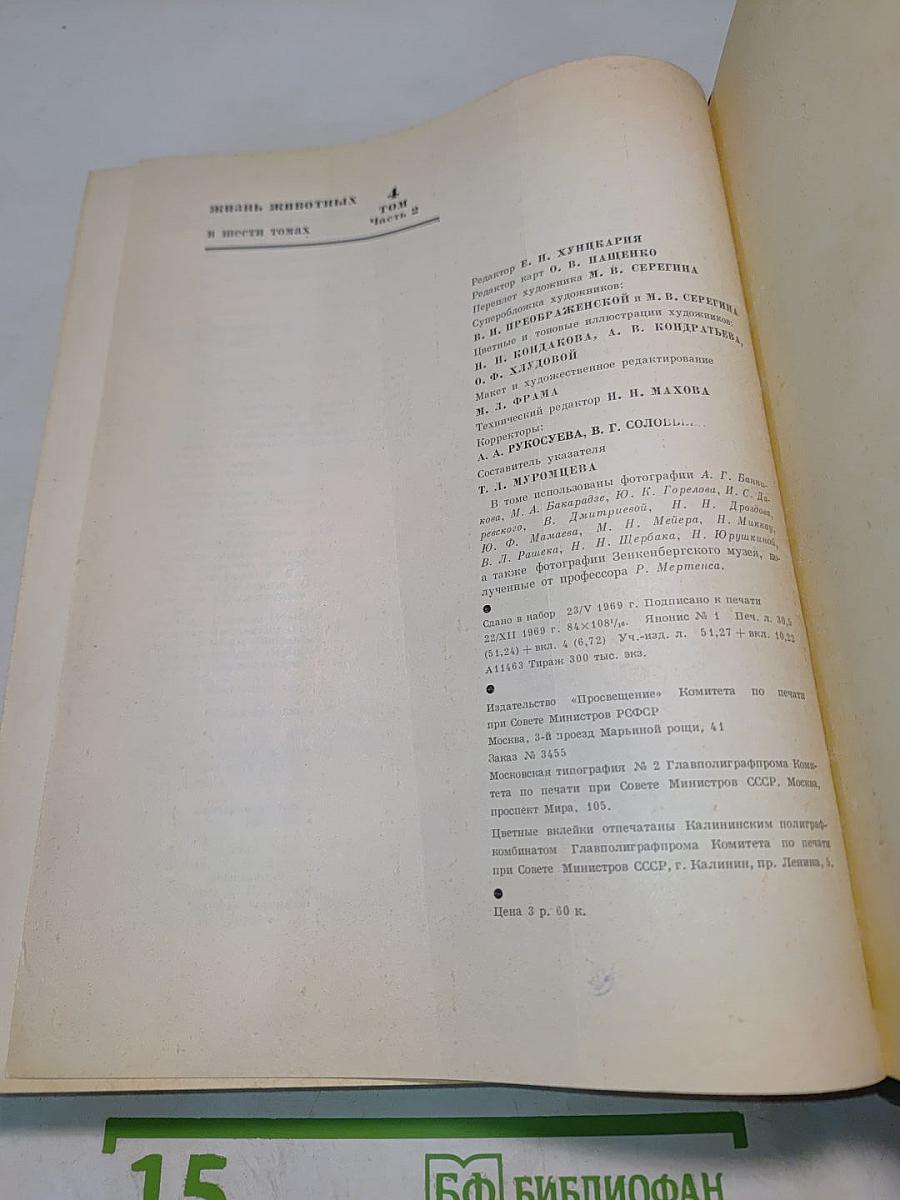 жизнь животных
в шести томах
4
ТОМ
Часть 2
Редактор Е. И. ХУНЦКАРИЯ
Редактор карт О. В. ПАЩЕНКО
Переплет художника М. В. СЕРЕГИНА
Суперобложка художников:
В. И. ПРЕОБРАЖЕНСКОЙ и М. В. СЕРЕГИНА
Цветные и тоновые иллюстрации художников:
Н. Н. КОНДАКОВА, А. В. КОНДРАТЬЕВА,
О. Ф. ХЛУДОВОЙ
Макет и художественное редактирование
М. Л. ФРАМА
Технический редактор Н. Н. МАХОВА
Корректоры:
А. А. РУКОСУЕВА, В. Г.
Составитель указателя
Т. Л. МУРОМЦЕВА
В томе использованы фотографии А. Г. Банни-
кова, М. А. Бакарадзе, Ю. К. Горелова, И. С. Да-
ревского, В. Дмитриевой, Н. Н. Дроздова,
Ю. Ф. Мамаева, М. Н. Мейера, Н. Миккау,
В. Л. Рашека, Н. Н. Щербака, Н. Юрушкиной,
а также фотографии Зенкенбергского музея, по-
лученные от профессора Р. Мертенса.
Сдано в набор 23/V 1969 г. Подписано к печати
22/XII 1969 г. 84×108¹/₁₆. Янонис № 1 Печ. л. 30,5
(51,24) + вкл. 4 (6,72) Уч.-изд. л. 51,27 + вкл. 10,22
А11463 Тираж 300 тыс. экз.
Издательство «Просвещение» Комитета по печати
при Совете Министров РСФСР
Москва, 3-й проезд Марьиной рощи, 41
Заказ № 3455
Московская типография № 2 Главполиграфпрома Коми-
тета по печати при Совете Министров СССР. Москва,
проспект Мира, 105.
Цветные вклейки отпечатаны Калининским полиграф-
комбинатом Главполиграфпрома Комитета по печати
при Совете Министров СССР, г. Калинин, пр. Ленина, 5.
Цена 3 р. 60 к.
15
БФ БИБЛИОФАН